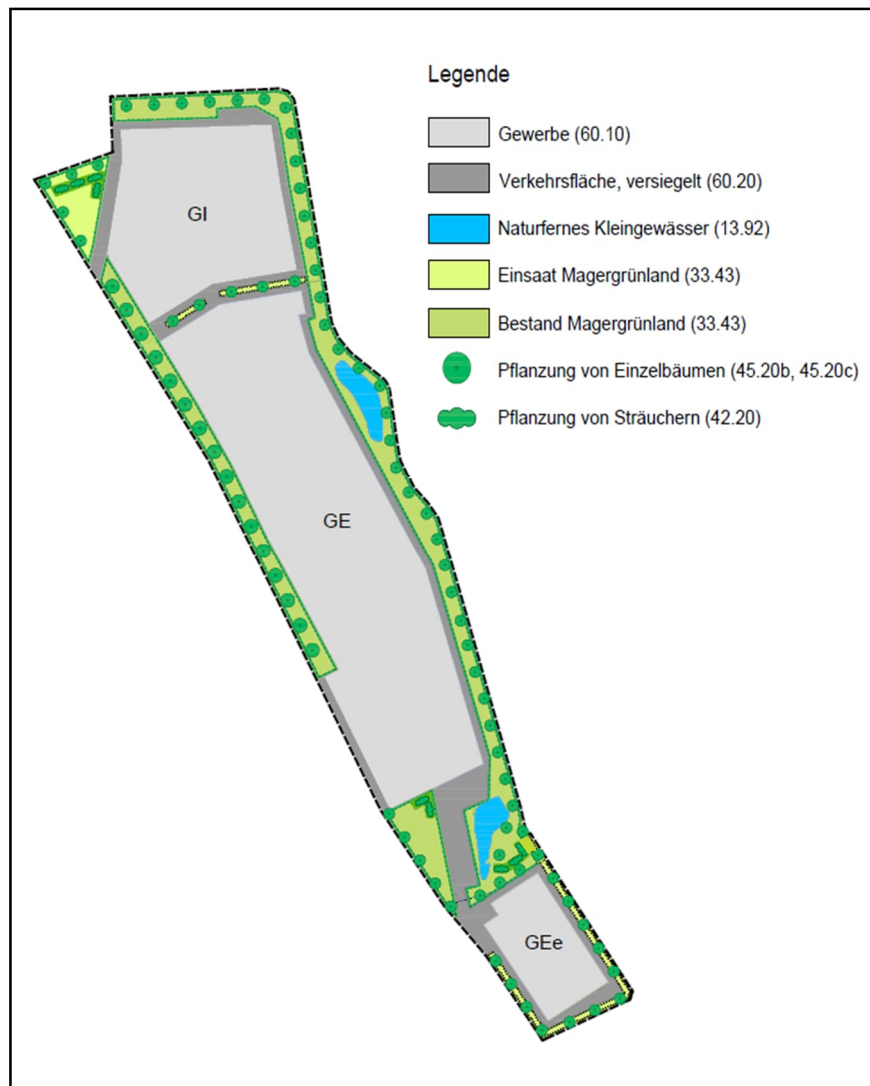 Legende
Gewerbe (60.10)
Verkehrsfläche, versiegelt (60.20)
Naturfernes Kleingewässer (13.92)
Einsaat Magergrünland (33.43)
Bestand Magergrünland (33.43)
Pflanzung von Einzelbäumen (45.20b, 45.20c)
Pflanzung von Sträuchern (42.20)
GI
GE
GEe